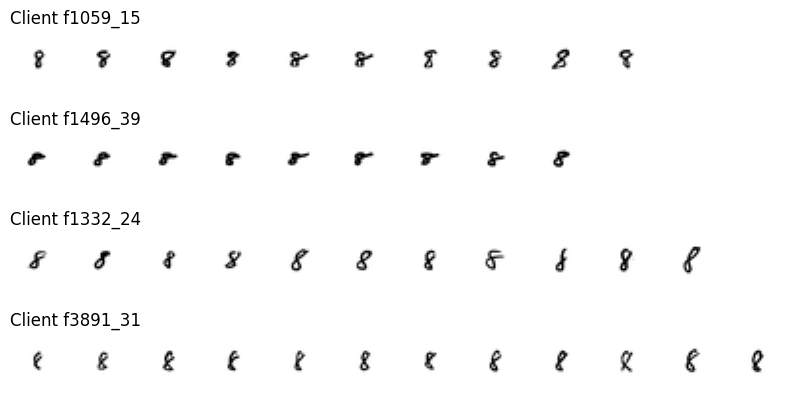 Client f1059_15
8 8 8 8 8 8 8 8 8 8
Client f1496_39
8 8 8 8 8 8 8 8 8
Client f1332_24
8 8 8 8 8 8 8 8 8 8 8
Client f3891_31
8 8 8 8 8 8 8 8 8 8 8 8